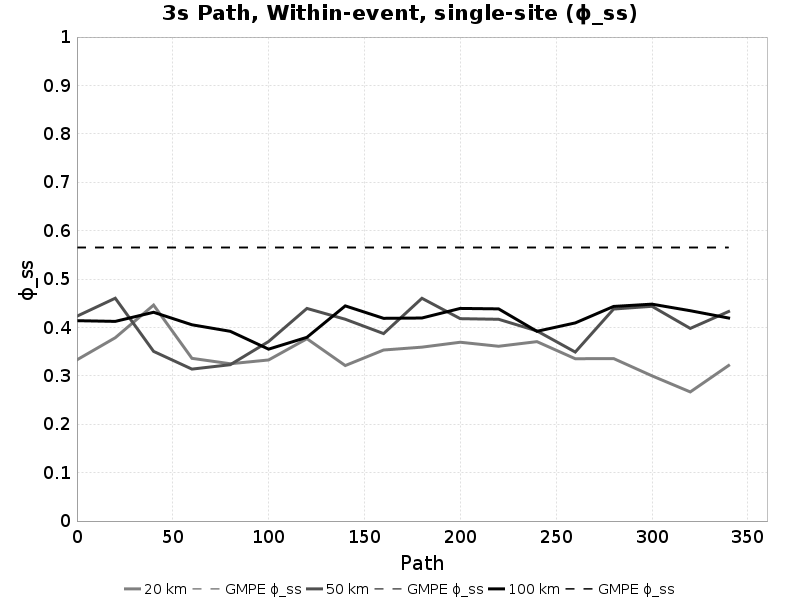 3s Path, Within-event, single-site (ϕ_ss)
1
0.9
0.8
0.7
0.6
0.5
0.4
0.3
0.2
0.1
0
ϕ_ss
0 50 100 150 200 250 300 350
Path
20 km GMPE ϕ_ss 50 km GMPE ϕ_ss 100 km GMPE ϕ_ss